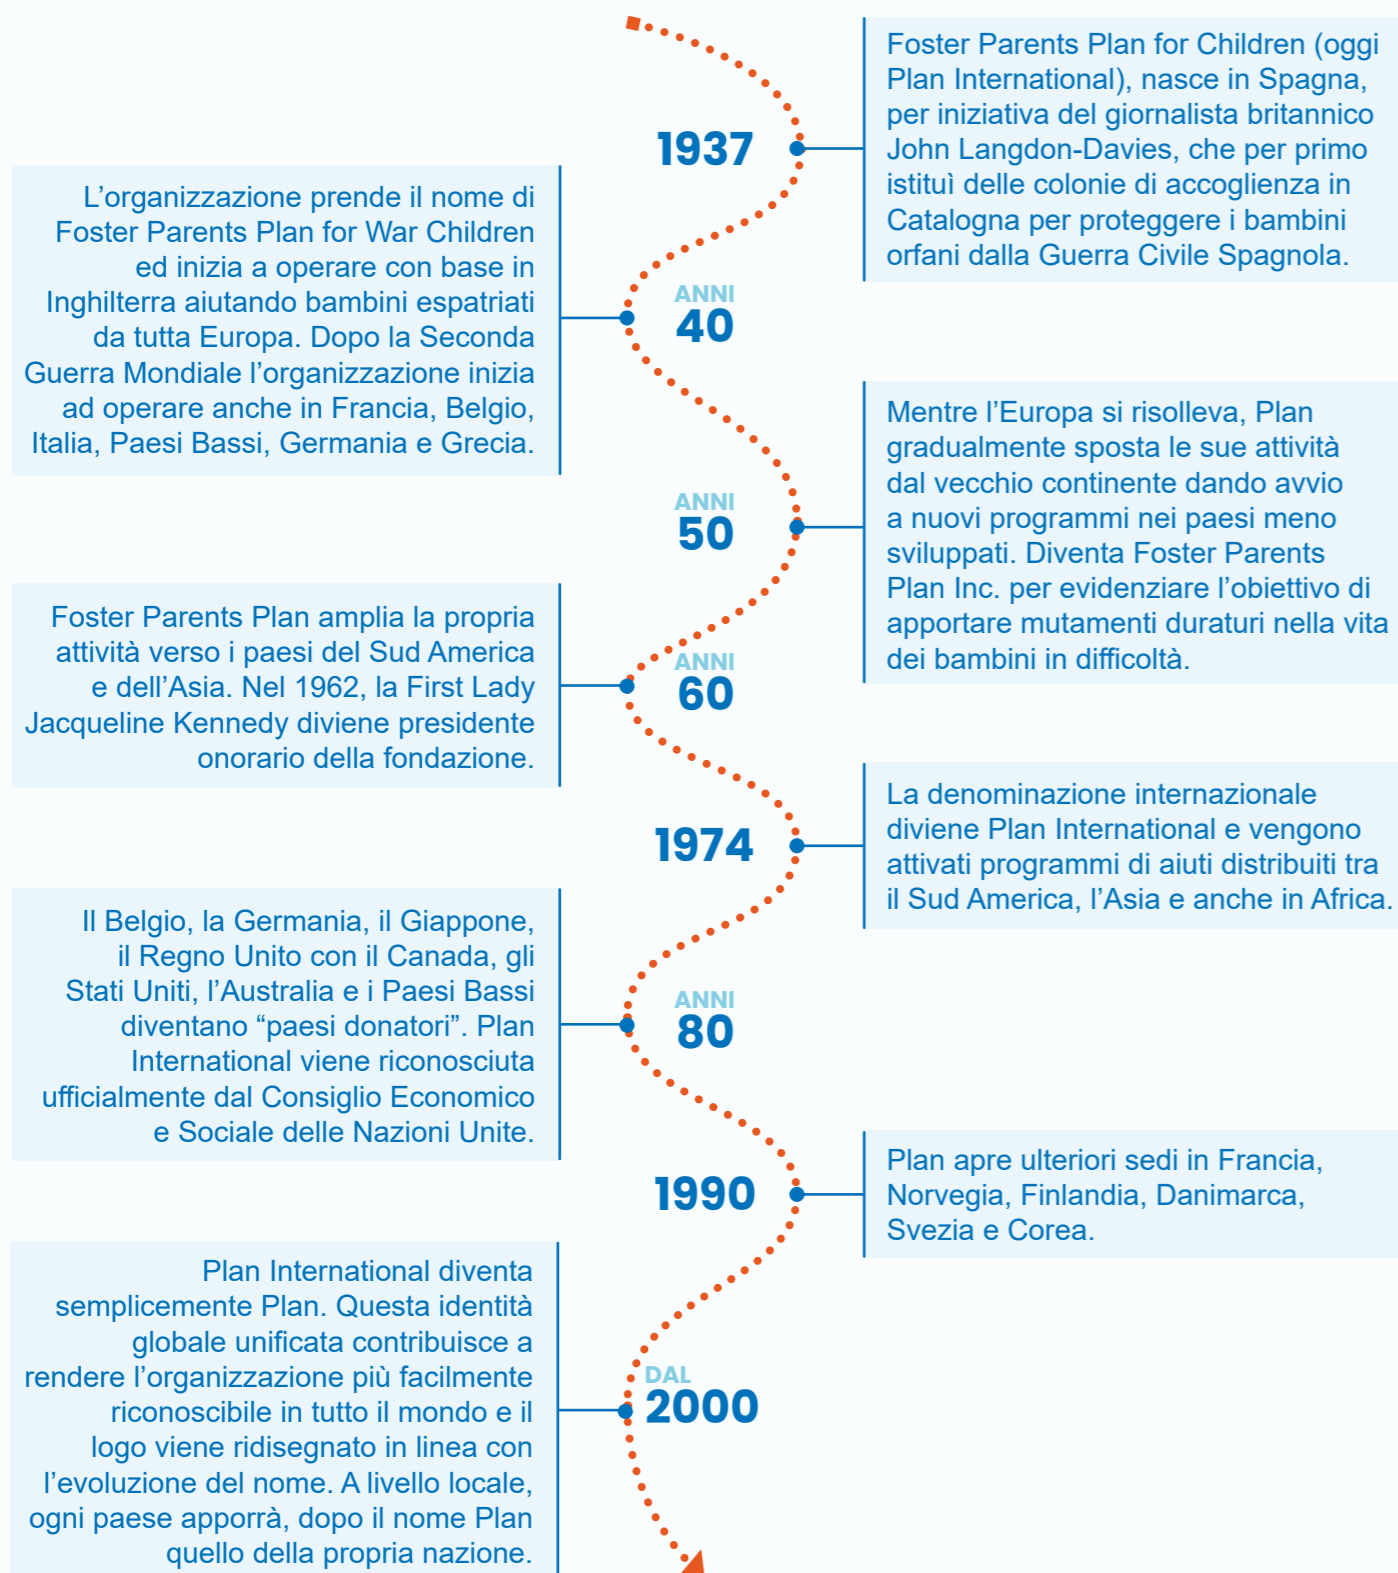 1937
Foster Parents Plan for Children (oggi
Plan International), nasce in Spagna,
per iniziativa del giornalista britannico
John Langdon-Davies, che per primo
istituì delle colonie di accoglienza in
Catalogna per proteggere i bambini
orfani dalla Guerra Civile Spagnola.
ANNI
40
L’organizzazione prende il nome di
Foster Parents Plan for War Children
ed inizia a operare con base in
Inghilterra aiutando bambini espatriati
da tutta Europa. Dopo la Seconda
Guerra Mondiale l’organizzazione inizia
ad operare anche in Francia, Belgio,
Italia, Paesi Bassi, Germania e Grecia.
ANNI
50
Mentre l’Europa si risolleva, Plan
gradualmente sposta le sue attività
dal vecchio continente dando avvio
a nuovi programmi nei paesi meno
sviluppati. Diventa Foster Parents
Plan Inc. per evidenziare l’obiettivo di
apportare mutamenti duraturi nella vita
dei bambini in difficoltà.
ANNI
60
Foster Parents Plan amplia la propria
attività verso i paesi del Sud America
e dell’Asia. Nel 1962, la First Lady
Jacqueline Kennedy diviene presidente
onorario della fondazione.
1974
La denominazione internazionale
diviene Plan International e vengono
attivati programmi di aiuti distribuiti tra
il Sud America, l’Asia e anche in Africa.
ANNI
80
Il Belgio, la Germania, il Giappone,
il Regno Unito con il Canada, gli
Stati Uniti, l’Australia e i Paesi Bassi
diventano “paesi donatori”. Plan
International viene riconosciuta
ufficialmente dal Consiglio Economico
e Sociale delle Nazioni Unite.
1990
Plan apre ulteriori sedi in Francia,
Norvegia, Finlandia, Danimarca,
Svezia e Corea.
DAL
2000
Plan International diventa
semplicemente Plan. Questa identità
globale unificata contribuisce a
rendere l’organizzazione più facilmente
riconoscibile in tutto il mondo e il
logo viene ridisegnato in linea con
l’evoluzione del nome. A livello locale,
ogni paese apporrà, dopo il nome Plan
quello della propria nazione.